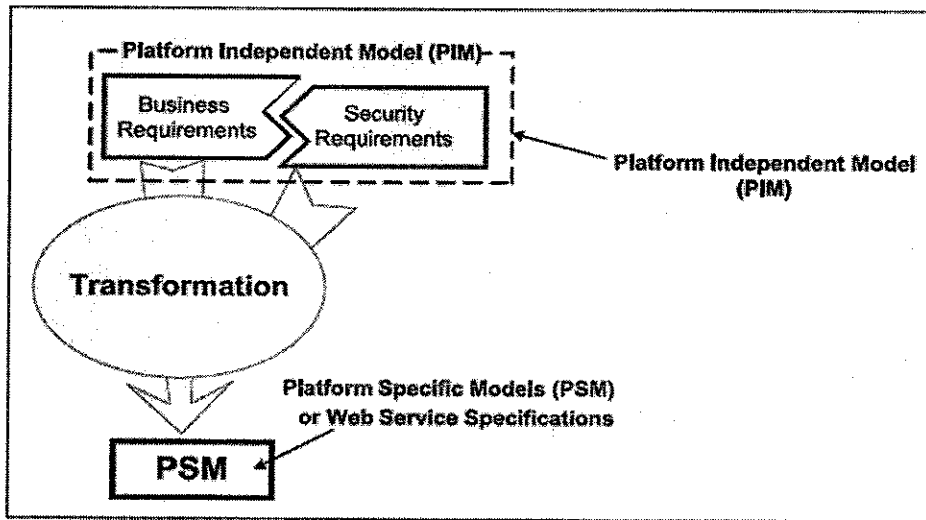 Platform Independent Model (PIM)
Business
Requirements
Security
Requirements
Platform Independent Model
(PIM)
Transformation
Platform Specific Models (PSM)
or Web Service Specifications
PSM